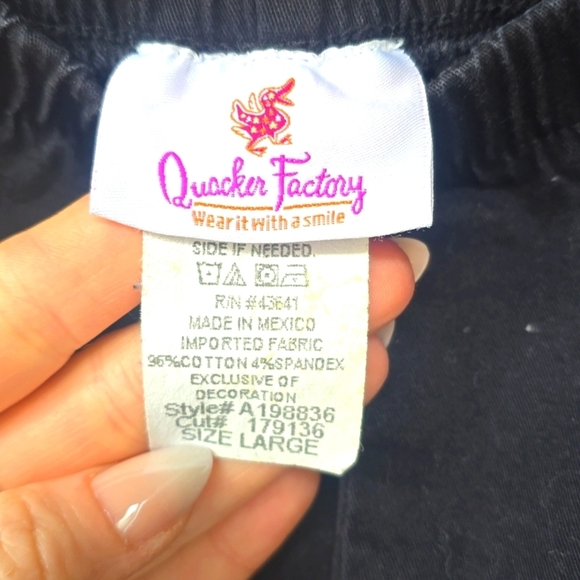 Quacker Factory
Wear it with a smile
SIDE IF NEEDED.
R/N #43641
MADE IN MEXICO
IMPORTED FABRIC
96%COTTON 4%SPANDEX
EXCLUSIVE OF
DECORATION
Style# A198836
Cut# 179136
SIZE LARGE